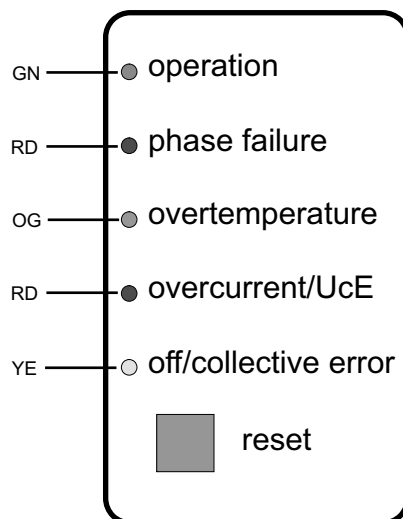 GN operation
RD phase failure
OG overtemperature
RD overcurrent/UcE
YE off/collective error
reset